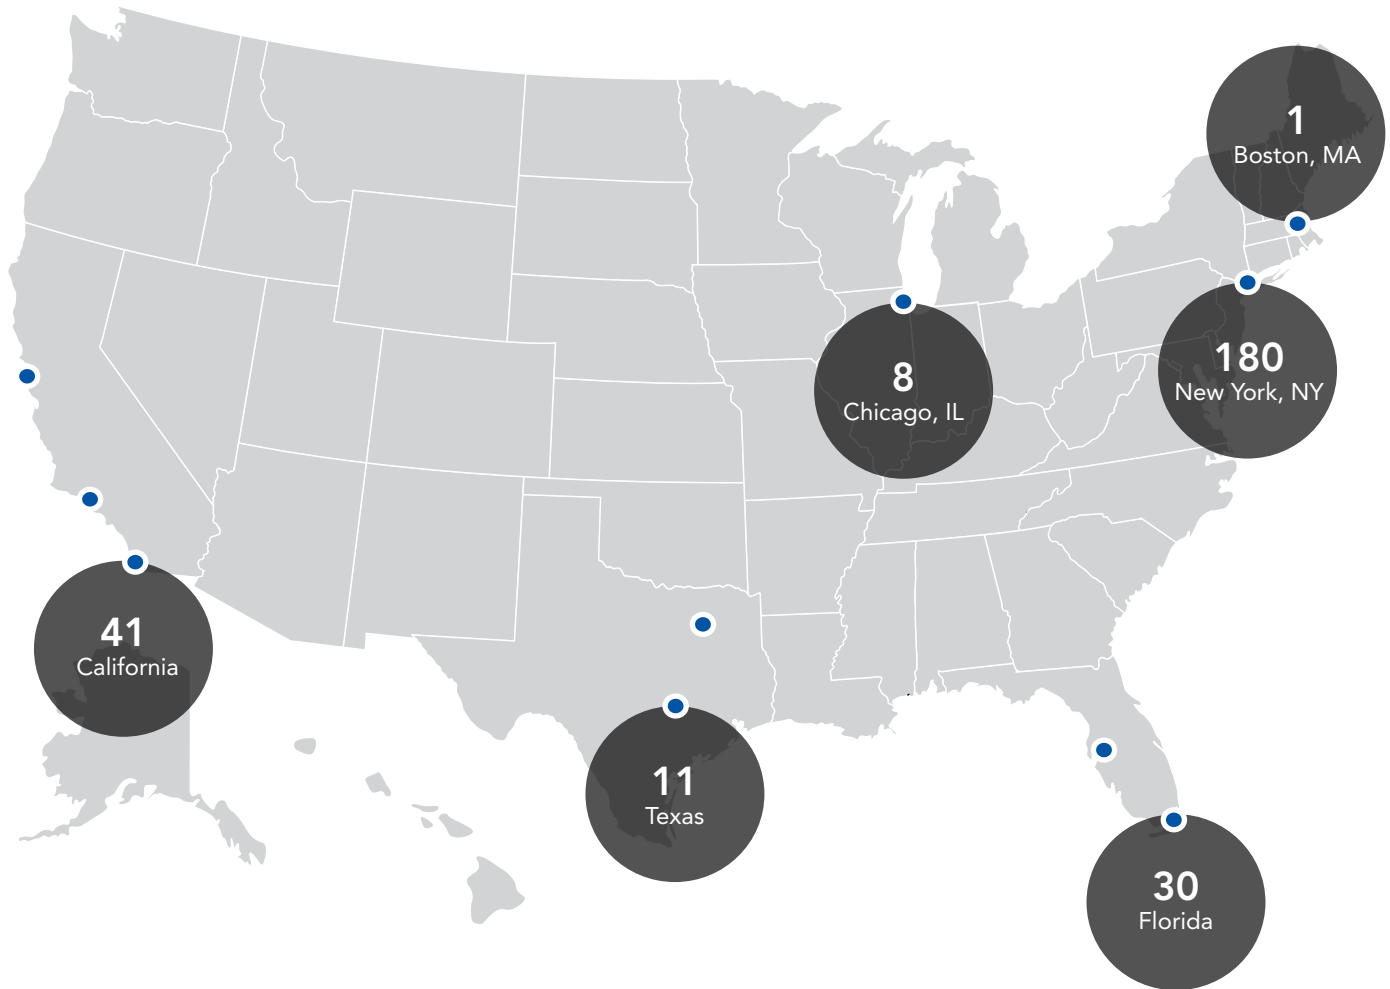 1
Boston, MA
8
Chicago, IL
180
New York, NY
41
California
11
Texas
30
Florida